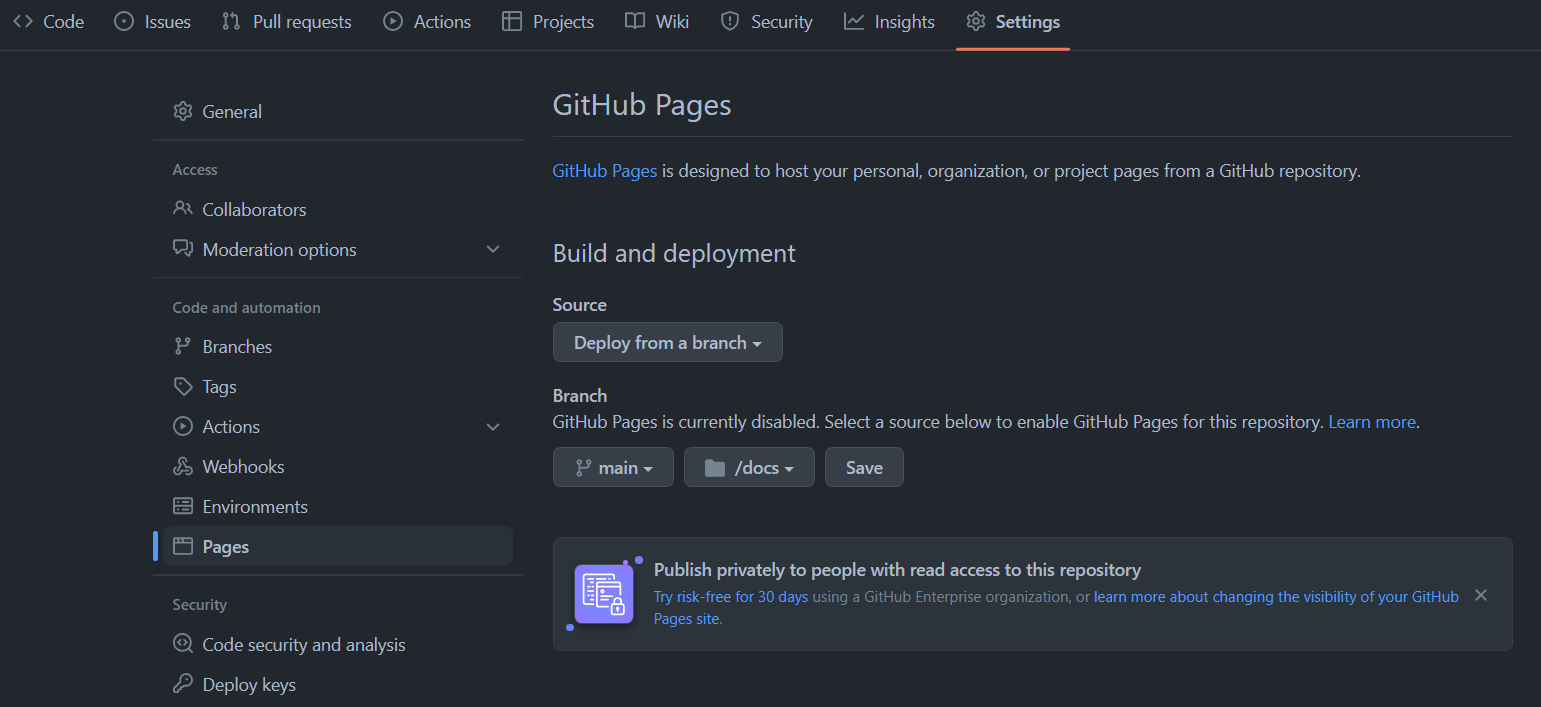 Code Issues Pull requests Actions Projects Wiki Security Insights Settings
General
Access
Collaborators
Moderation options
Code and automation
Branches
Tags
Actions
Webhooks
Environments
Pages
Security
Code security and analysis
Deploy keys
GitHub Pages
GitHub Pages is designed to host your personal, organization, or project pages from a GitHub repository.
Build and deployment
Source
Deploy from a branch
Branch
GitHub Pages is currently disabled. Select a source below to enable GitHub Pages for this repository. Learn more.
main /docs Save
Publish privately to people with read access to this repository
Try risk-free for 30 days using a GitHub Enterprise organization, or learn more about changing the visibility of your GitHub
Pages site.